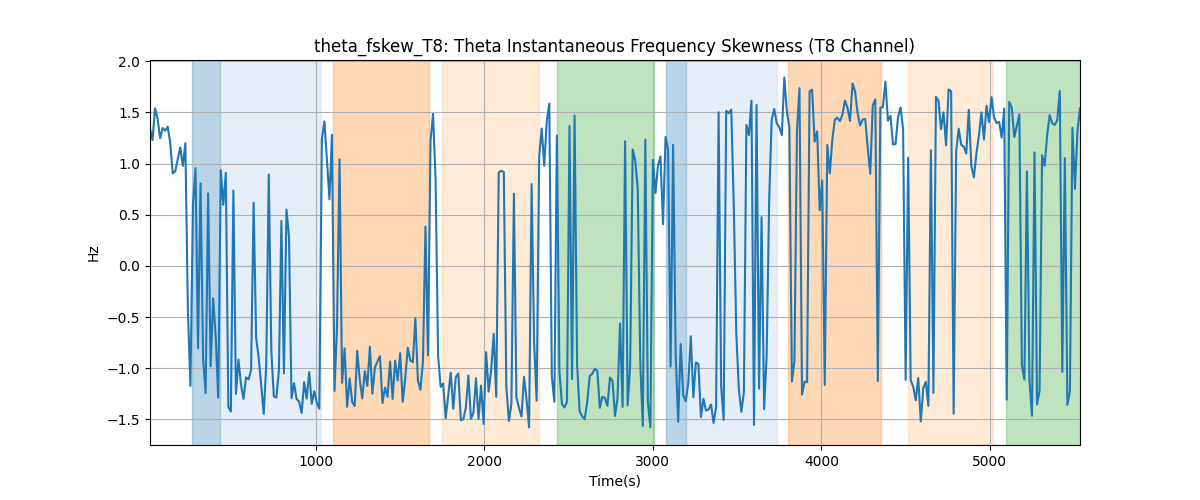 theta_fskew_T8: Theta Instantaneous Frequency Skewness (T8 Channel)
2.0
1.5
1.0
0.5
0.0
−0.5
−1.0
−1.5
Hz
1000 2000 3000 4000 5000
Time(s)